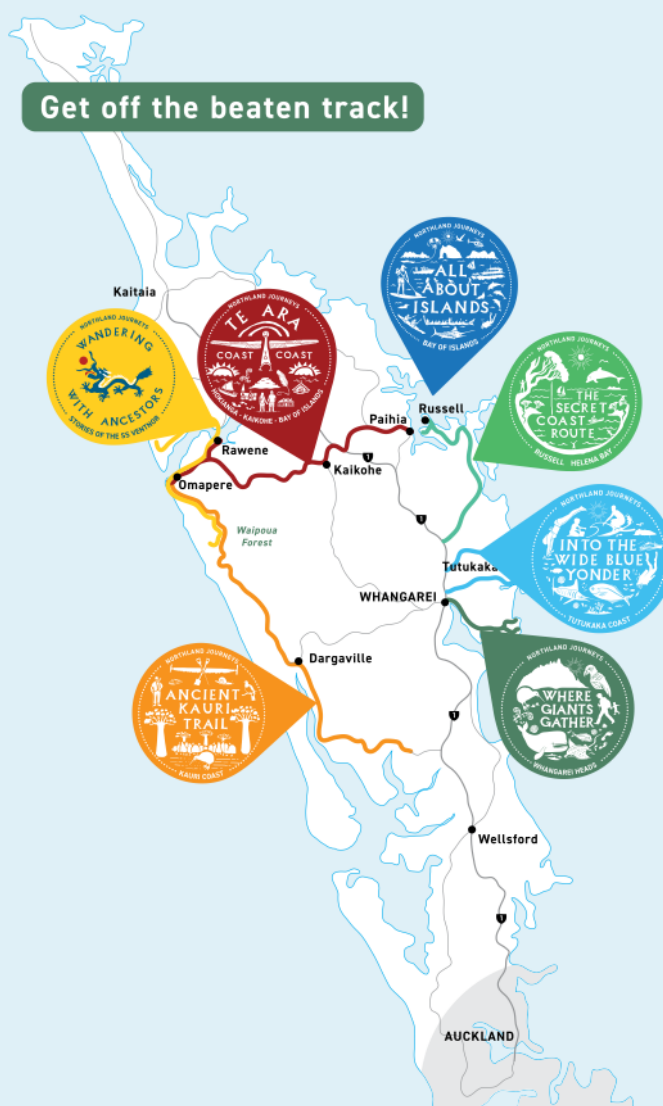 Get off the beaten track!
Kaitaia
NORTHLAND JOURNEYS
WANDERING
WITH ANCESTORS
STORIES OF THE SS VENTNOR
NORTHLAND JOURNEYS
TE ARA
COAST COAST
HOKIANGA - KAIKOHE - BAY OF ISLANDS
NORTHLAND JOURNEYS
ALL
ABOUT
ISLANDS
BAY OF ISLANDS
NORTHLAND JOURNEYS
THE
SECRET
COAST
ROUTE
RUSSELL HELENA BAY
Russell
Paihia
Rawene
Kaikohe
1
Omapere
Waipoua
Forest
1
NORTHLAND JOURNEYS
INTO THE
WIDE BLUE
YONDER
TUTUKAKA COAST
Tutukaka
WHANGAREI
Dargaville
NORTHLAND JOURNEYS
ANCIENT
KAURI
TRAIL
KAURI COAST
NORTHLAND JOURNEYS
WHERE
GIANTS
GATHER
WHANGAREI HEADS
1
Wellsford
1
AUCKLAND